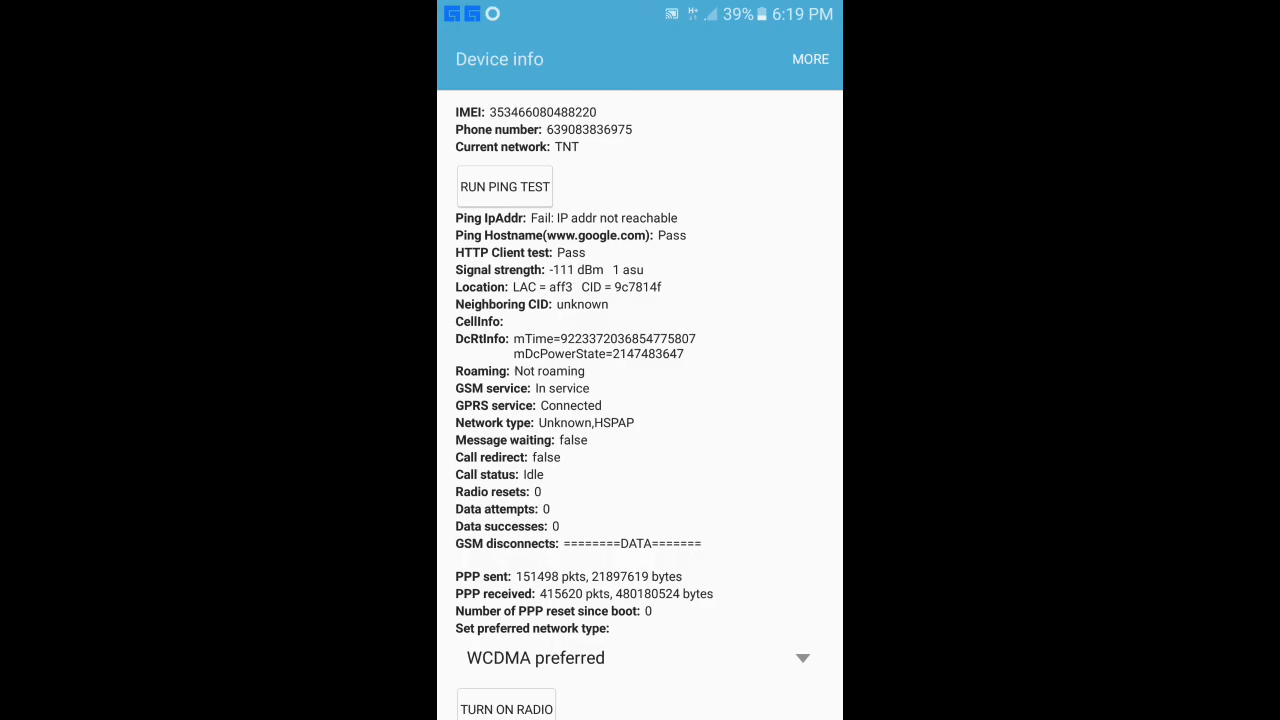 H+ 39% 6:19 PM
Device info MORE
IMEI: 353466080488220
Phone number: 639083836975
Current network: TNT
RUN PING TEST
Ping IpAddr: Fail: IP addr not reachable
Ping Hostname(www.google.com): Pass
HTTP Client test: Pass
Signal strength: -111 dBm 1 asu
Location: LAC = aff3 CID = 9c7814f
Neighboring CID: unknown
CellInfo:
DcRtInfo: mTime=9223372036854775807
mDcPowerState=2147483647
Roaming: Not roaming
GSM service: In service
GPRS service: Connected
Network type: Unknown,HSPAP
Message waiting: false
Call redirect: false
Call status: Idle
Radio resets: 0
Data attempts: 0
Data successes: 0
GSM disconnects: ========DATA=======
PPP sent: 151498 pkts, 21897619 bytes
PPP received: 415620 pkts, 480180524 bytes
Number of PPP reset since boot: 0
Set preferred network type:
WCDMA preferred
TURN ON RADIO